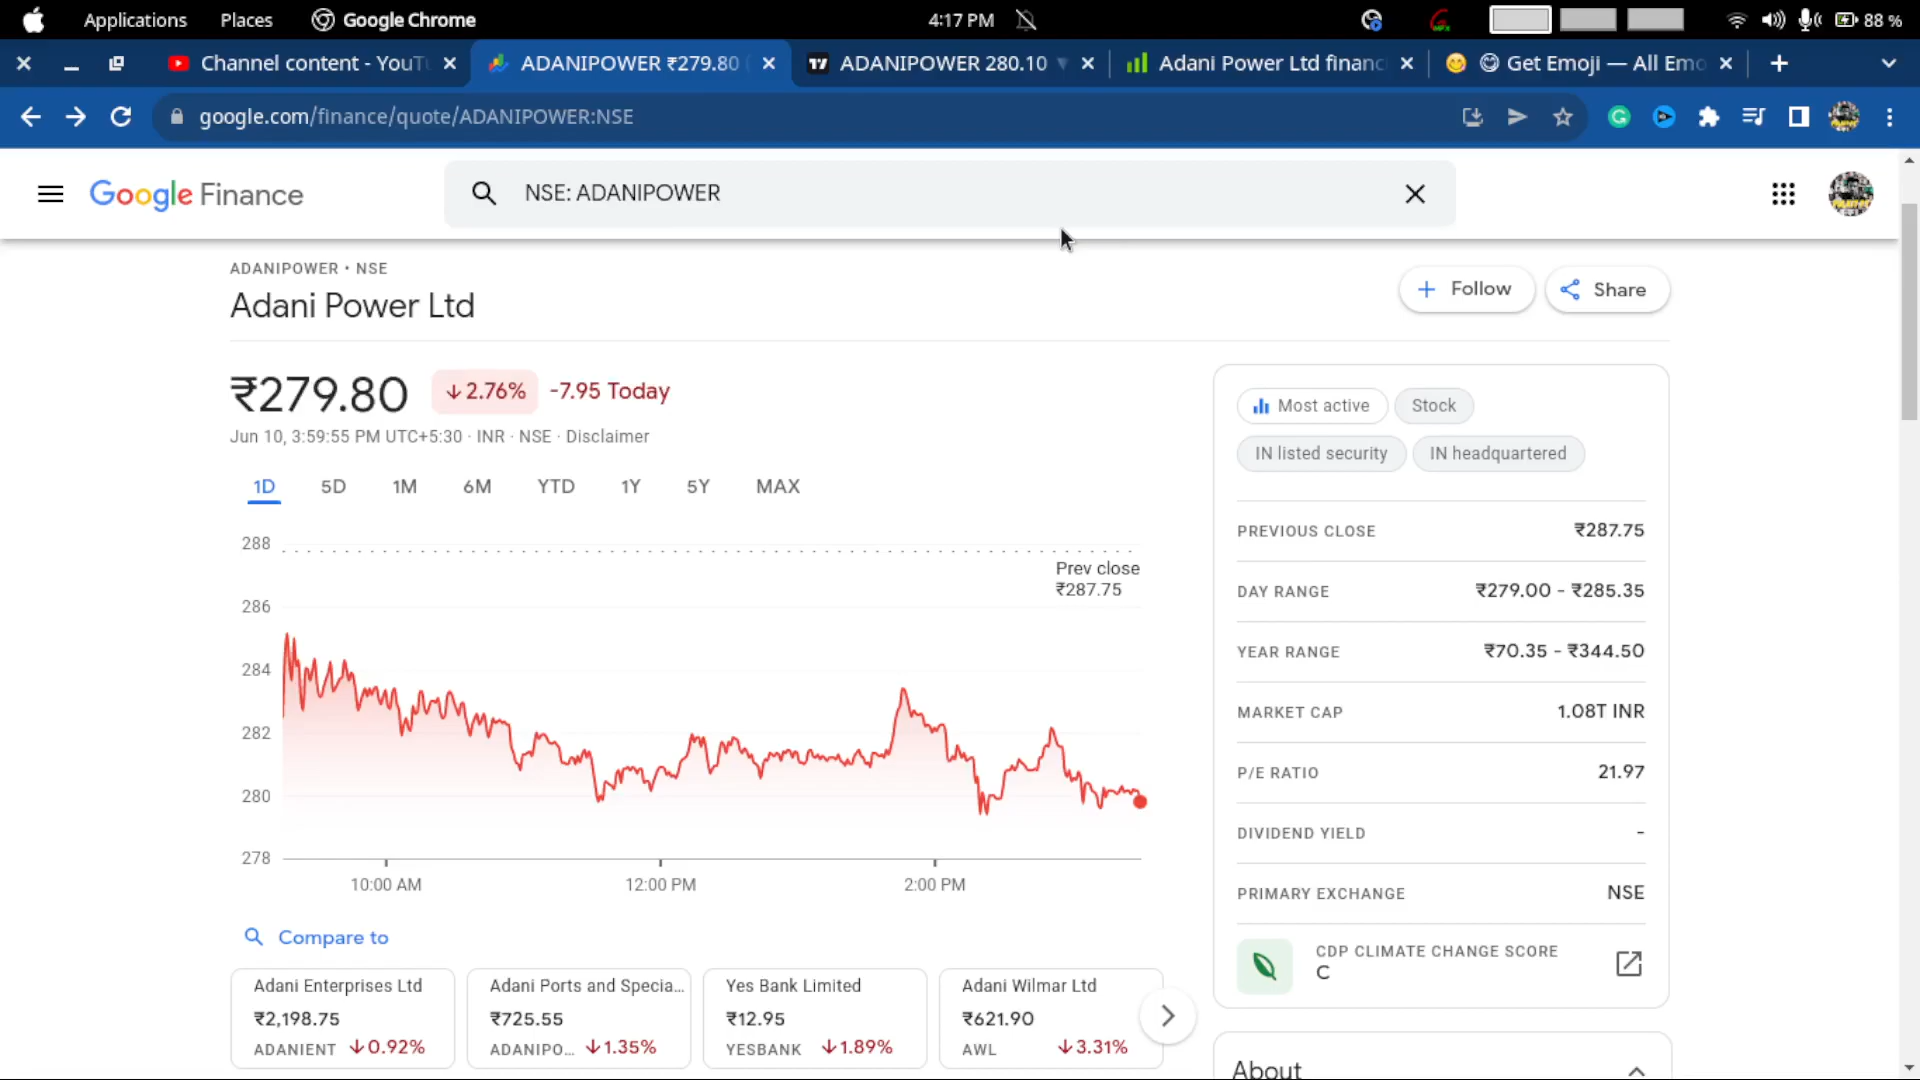 Applications Places Google Chrome 4:17 PM 88 %
Channel content - YouT ADANIPOWER ₹279.80 ADANIPOWER 280.10 Adani Power Ltd financ Get Emoji — All Emo
google.com/finance/quote/ADANIPOWER:NSE
Google Finance NSE: ADANIPOWER
ADANIPOWER • NSE
Adani Power Ltd
Follow Share
₹279.80 ↓2.76% -7.95 Today
Jun 10, 3:59:55 PM UTC+5:30 · INR · NSE · Disclaimer
1D 5D 1M 6M YTD 1Y 5Y MAX
288
286
284
282
280
278
Prev close
₹287.75
10:00 AM 12:00 PM 2:00 PM
Compare to
Adani Enterprises Ltd
₹2,198.75
ADANIENT ↓0.92%
Adani Ports and Specia...
₹725.55
ADANIPO... ↓1.35%
Yes Bank Limited
₹12.95
YESBANK ↓1.89%
Adani Wilmar Ltd
₹621.90
AWL ↓3.31%
Most active Stock
IN listed security IN headquartered
PREVIOUS CLOSE ₹287.75
DAY RANGE ₹279.00 - ₹285.35
YEAR RANGE ₹70.35 - ₹344.50
MARKET CAP 1.08T INR
P/E RATIO 21.97
DIVIDEND YIELD -
PRIMARY EXCHANGE NSE
CDP CLIMATE CHANGE SCORE
C
About